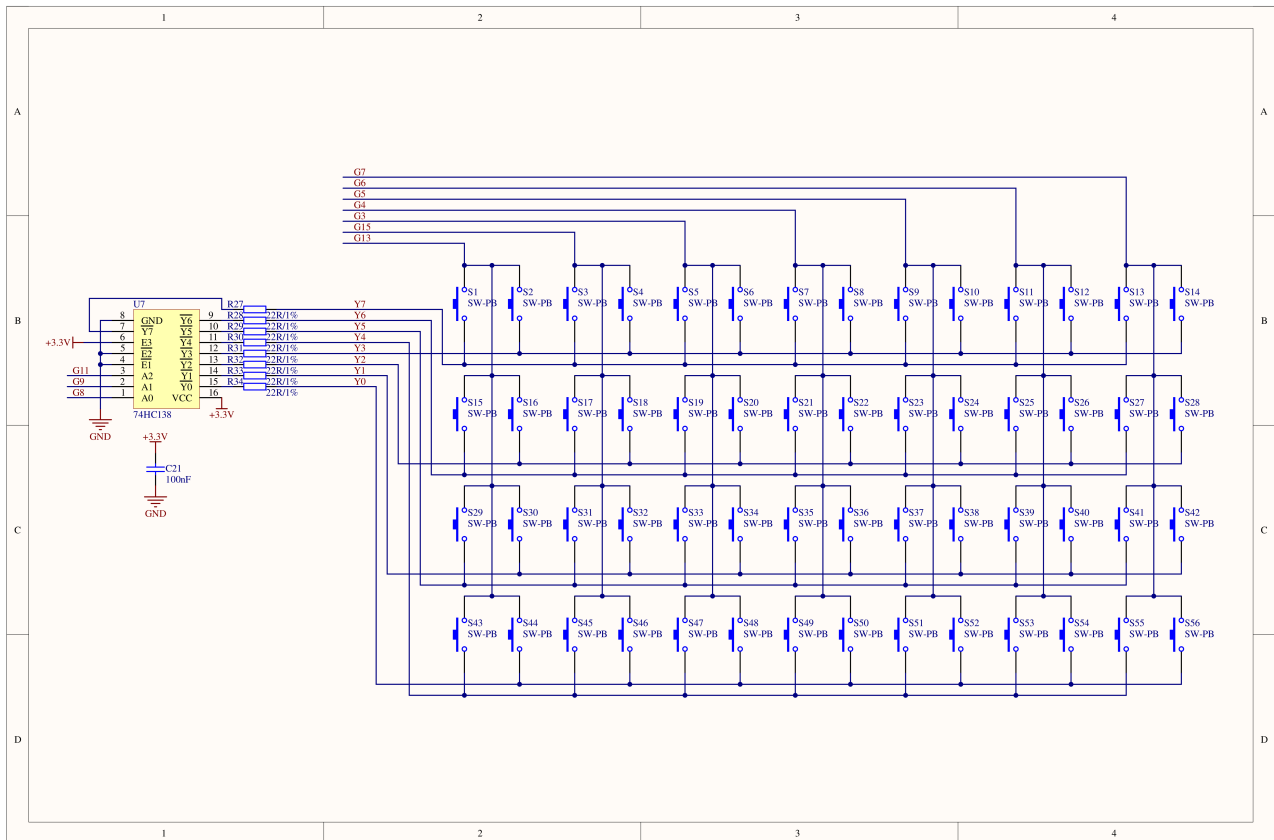 1 2 3 4
A A
G7
G6
G5
G4
G3
G15
G13
S1 S2 S3 S4 S5 S6 S7 S8 S9 S10 S11 S12 S13 S14
SW-PB SW-PB SW-PB SW-PB SW-PB SW-PB SW-PB SW-PB SW-PB SW-PB SW-PB SW-PB SW-PB SW-PB
U7 R27 Y7
8 GND Y6 9 R28 22R/1% Y6
7 Y7 Y5 10 R29 22R/1% Y5
+3.3V 6 E3 Y4 11 R30 22R/1% Y4
5 E2 Y3 12 R31 22R/1% Y3
4 E1 Y2 13 R32 22R/1% Y2
G11 3 A2 Y1 14 R33 22R/1% Y1
G9 2 A1 Y0 15 R34 22R/1% Y0
G8 1 A0 VCC 16 22R/1%
74HC138 +3.3V
GND
B B
S15 S16 S17 S18 S19 S20 S21 S22 S23 S24 S25 S26 S27 S28
SW-PB SW-PB SW-PB SW-PB SW-PB SW-PB SW-PB SW-PB SW-PB SW-PB SW-PB SW-PB SW-PB SW-PB
+3.3V
C21
100nF
GND
S29 S30 S31 S32 S33 S34 S35 S36 S37 S38 S39 S40 S41 S42
SW-PB SW-PB SW-PB SW-PB SW-PB SW-PB SW-PB SW-PB SW-PB SW-PB SW-PB SW-PB SW-PB SW-PB
C C
S43 S44 S45 S46 S47 S48 S49 S50 S51 S52 S53 S54 S55 S56
SW-PB SW-PB SW-PB SW-PB SW-PB SW-PB SW-PB SW-PB SW-PB SW-PB SW-PB SW-PB SW-PB SW-PB
D D
1 2 3 4